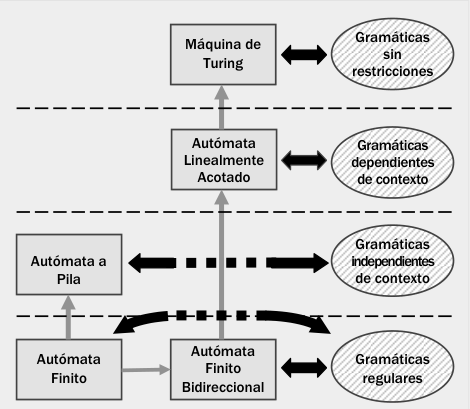 Máquina de
Turing
Gramáticas
sin
restricciones
Autómata
Linealmente
Acotado
Gramáticas
dependientes
de contexto
Autómata a
Pila
Gramáticas
independientes
de contexto
Autómata
Finito
Autómata
Finito
Bidireccional
Gramáticas
regulares